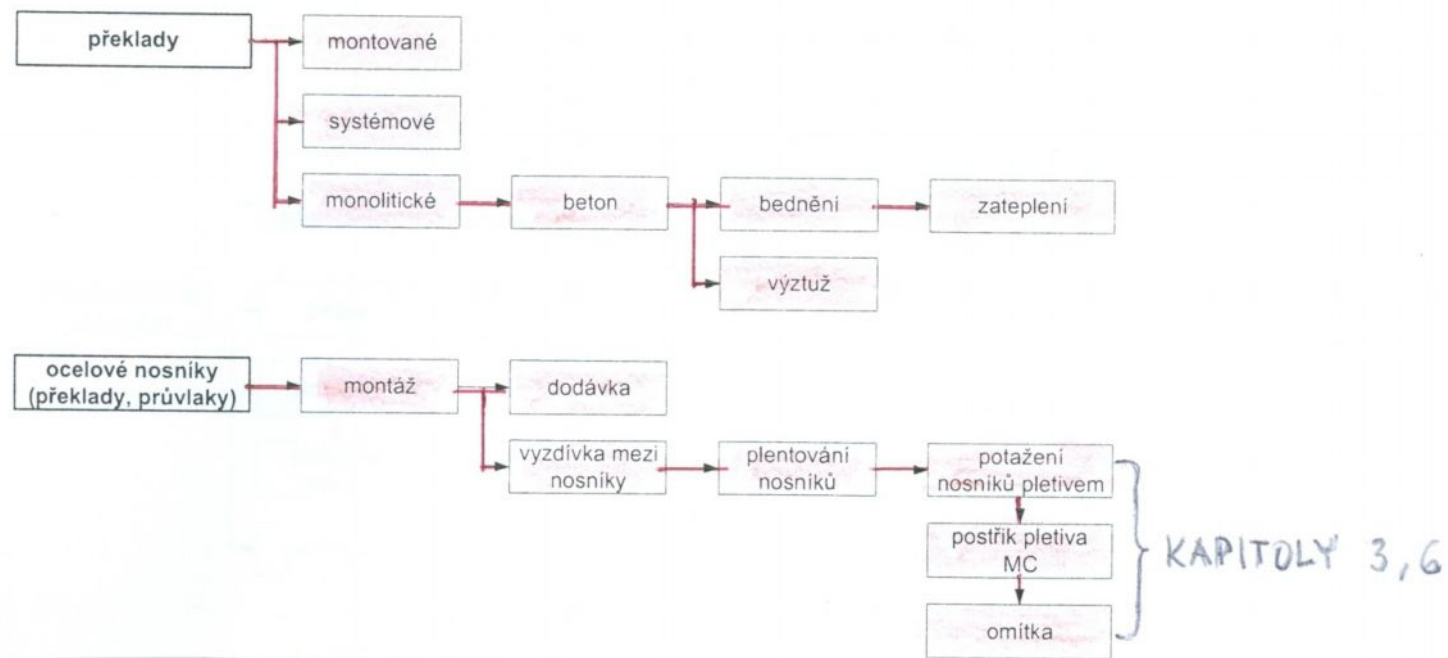 překlady
montované
systémové
monolitické
beton
bednění
zateplení
výztuž
ocelové nosníky
(překlady, průvlaky)
montáž
dodávka
vyzdívka mezi
nosníky
plentování
nosníků
potažení
nosníků pletivem
postřik pletiva
MC
omítka
KAPITOLY 3,6